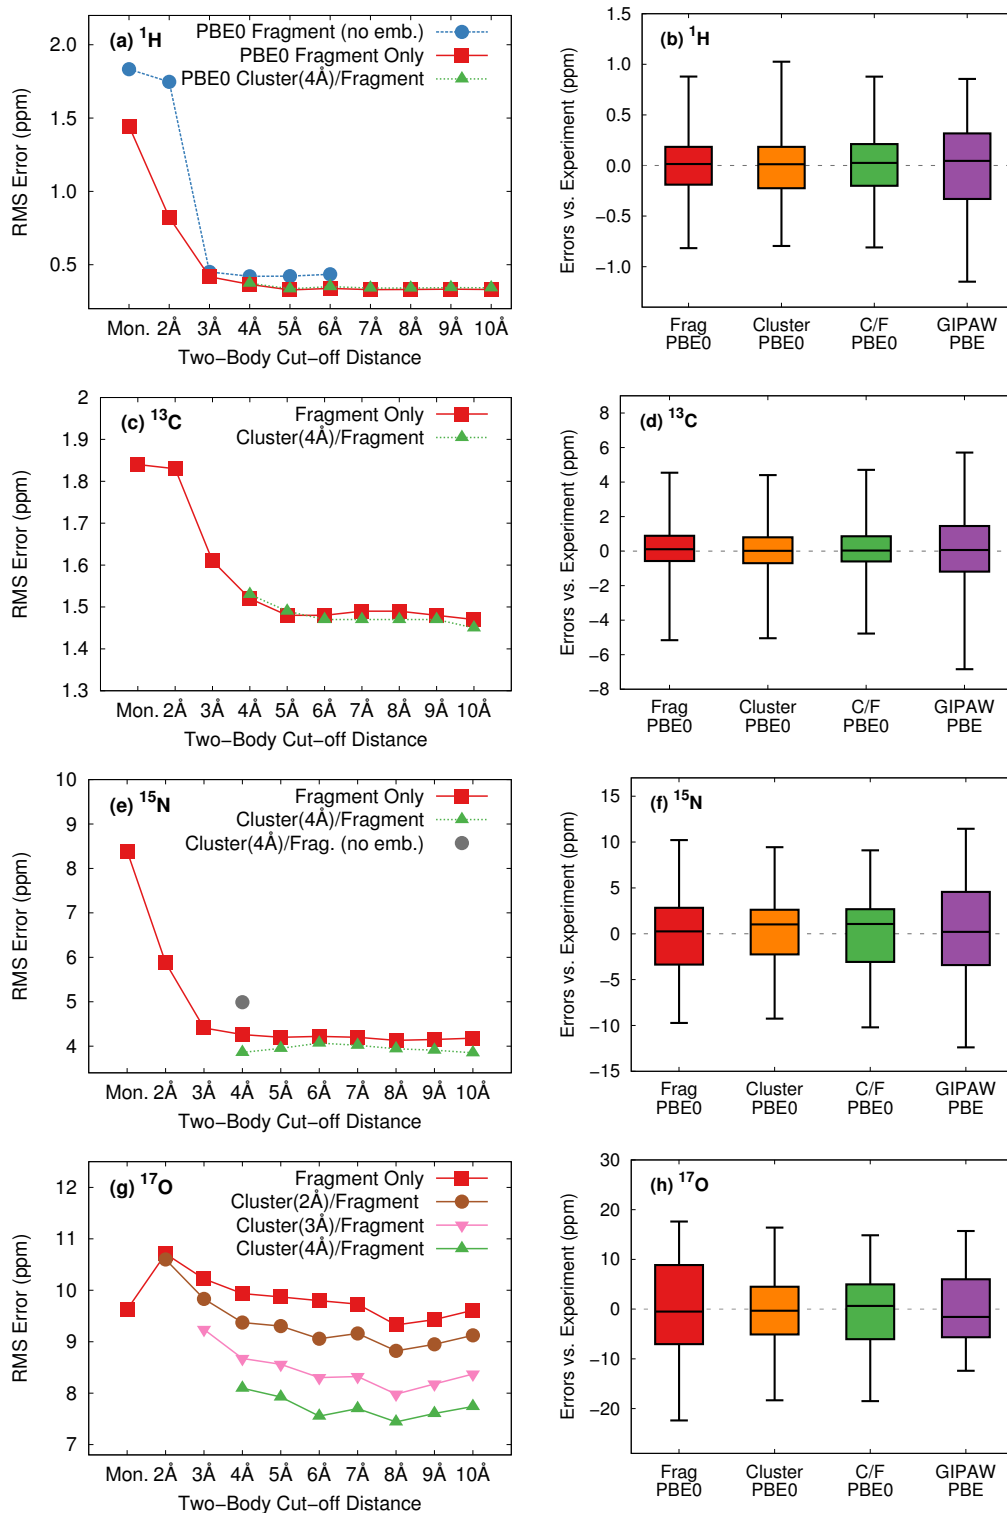 (a) ¹H
PBE0 Fragment (no emb.)
PBE0 Fragment Only
PBE0 Cluster(4Å)/Fragment
RMS Error (ppm)
2.0
1.5
1.0
0.5
Mon. 2Å 3Å 4Å 5Å 6Å 7Å 8Å 9Å 10Å
Two−Body Cut−off Distance
(b) ¹H
Errors vs. Experiment (ppm)
1.5
1.0
0.5
0.0
−0.5
−1.0
Frag Cluster C/F GIPAW
PBE0 PBE0 PBE0 PBE
(c) ¹³C
Fragment Only
Cluster(4Å)/Fragment
RMS Error (ppm)
2
1.9
1.8
1.7
1.6
1.5
1.4
1.3
Mon. 2Å 3Å 4Å 5Å 6Å 7Å 8Å 9Å 10Å
Two−Body Cut−off Distance
(d) ¹³C
Errors vs. Experiment (ppm)
8
6
4
2
0
−2
−4
−6
−8
Frag Cluster C/F GIPAW
PBE0 PBE0 PBE0 PBE
(e) ¹⁵N
Fragment Only
Cluster(4Å)/Fragment
Cluster(4Å)/Frag. (no emb.)
RMS Error (ppm)
10
9
8
7
6
5
4
Mon. 2Å 3Å 4Å 5Å 6Å 7Å 8Å 9Å 10Å
Two−Body Cut−off Distance
(f) ¹⁵N
Errors vs. Experiment (ppm)
15
10
5
0
−5
−10
−15
Frag Cluster C/F GIPAW
PBE0 PBE0 PBE0 PBE
(g) ¹⁷O
Fragment Only
Cluster(2Å)/Fragment
Cluster(3Å)/Fragment
Cluster(4Å)/Fragment
RMS Error (ppm)
12
11
10
9
8
7
Mon. 2Å 3Å 4Å 5Å 6Å 7Å 8Å 9Å 10Å
Two−Body Cut−off Distance
(h) ¹⁷O
Errors vs. Experiment (ppm)
30
20
10
0
−10
−20
Frag Cluster C/F GIPAW
PBE0 PBE0 PBE0 PBE